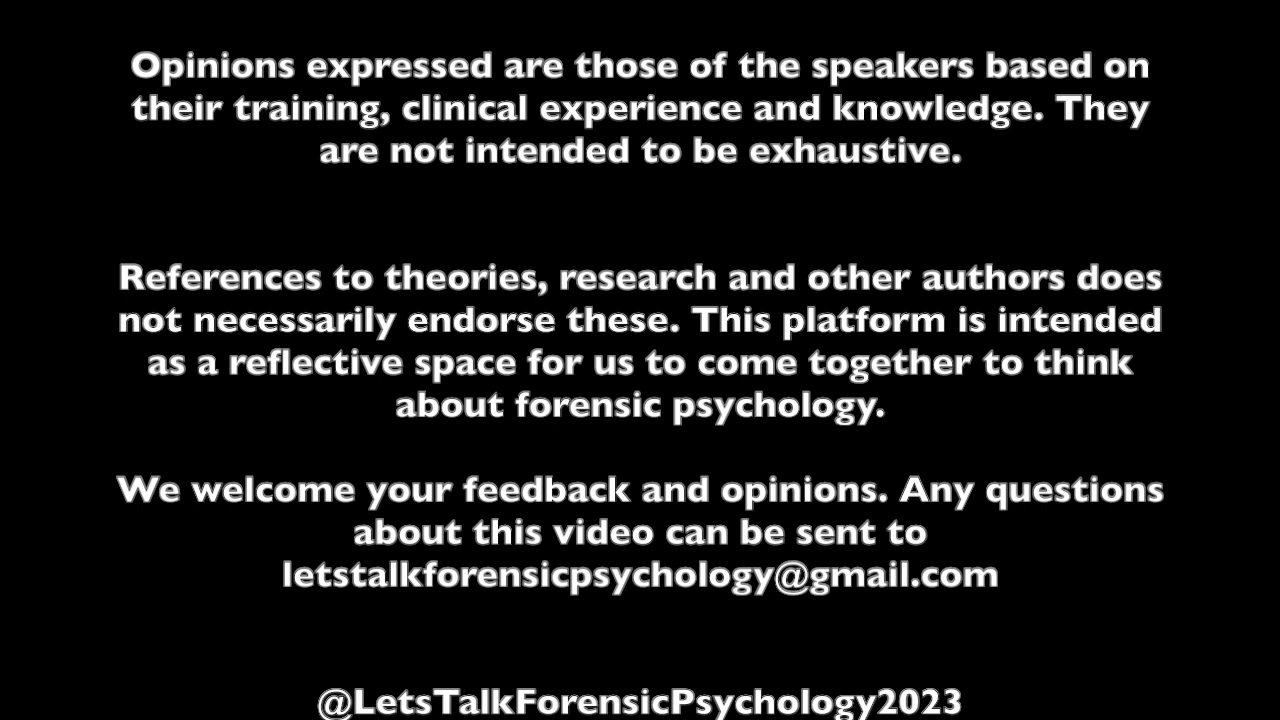 Opinions expressed are those of the speakers based on
their training, clinical experience and knowledge. They
are not intended to be exhaustive.
References to theories, research and other authors does
not necessarily endorse these. This platform is intended
as a reflective space for us to come together to think
about forensic psychology.
We welcome your feedback and opinions. Any questions
about this video can be sent to
letstalkforensicpsychology@gmail.com
@LetsTalkForensicPsychology2023